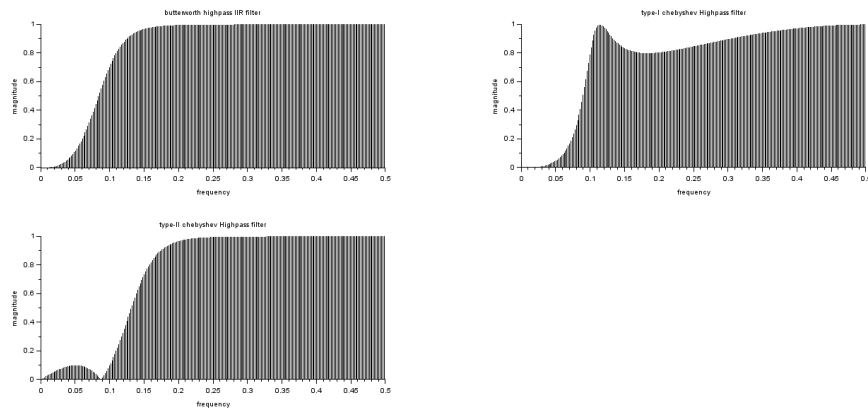 butterworth highpass IIR filter
1
0.8
0.6
0.4
0.2
0
magnitude
0 0.05 0.1 0.15 0.2 0.25 0.3 0.35 0.4 0.45 0.5
frequency
type-I chebyshev Highpass filter
1
0.8
0.6
0.4
0.2
0
magnitude
0 0.1 0.2 0.3 0.4 0.5
0.05 0.15 0.25 0.35 0.45
frequency
type-II chebyshev Highpass filter
1
0.8
0.6
0.4
0.2
0
magnitude
0 0.05 0.1 0.15 0.2 0.25 0.3 0.35 0.4 0.45 0.5
frequency